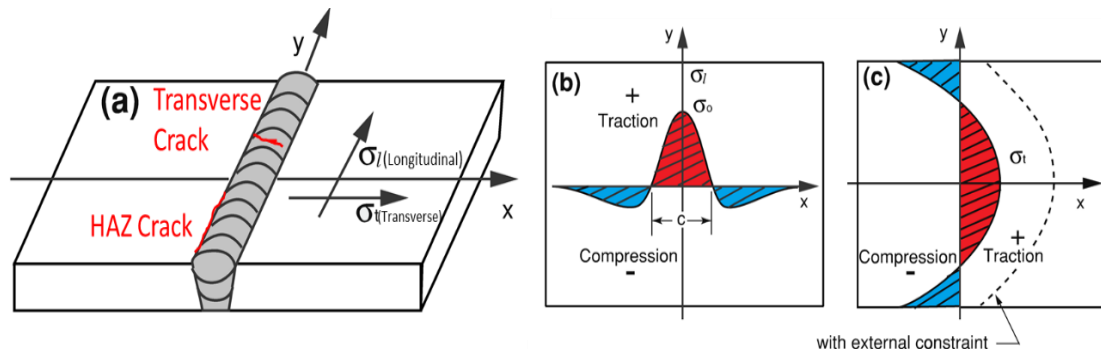 (a)
Transverse
Crack
HAZ Crack
y
x
σl(Longitudinal)
σt(Transverse)
(b)
y
σl
σo
+
Traction
x
c
Compression
-
(c)
y
σt
x
Compression
-
+
Traction
with external constraint